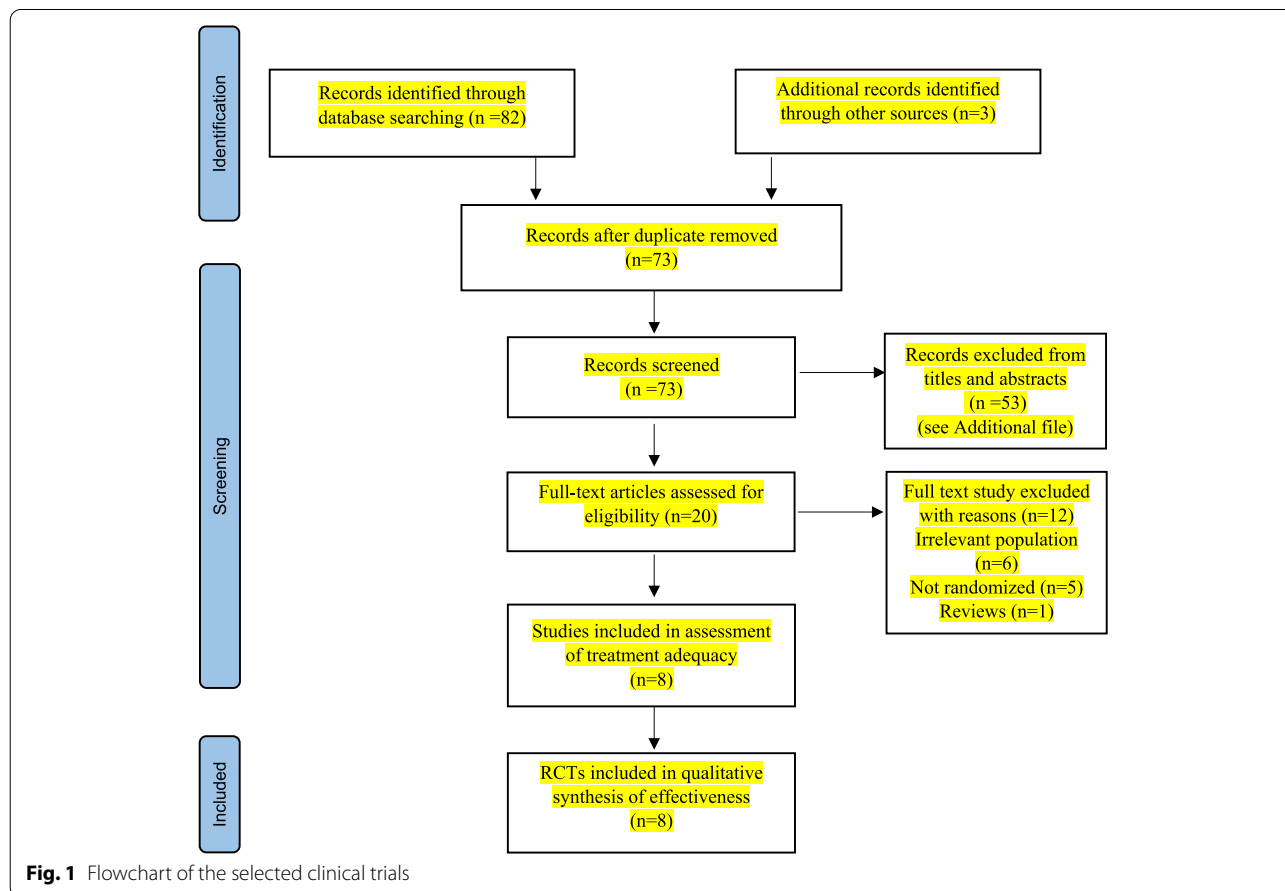 Identification
Records identified through
database searching (n =82)
Additional records identified
through other sources (n=3)
Records after duplicate removed
(n=73)
Screening
Records screened
(n =73)
Records excluded from
titles and abstracts
(n =53)
(see Additional file)
Full-text articles assessed for
eligibility (n=20)
Full text study excluded
with reasons (n=12)
Irrelevant population
(n=6)
Not randomized (n=5)
Reviews (n=1)
Studies included in assessment
of treatment adequacy
(n=8)
Included
RCTs included in qualitative
synthesis of effectiveness
(n=8)
Fig. 1 Flowchart of the selected clinical trials